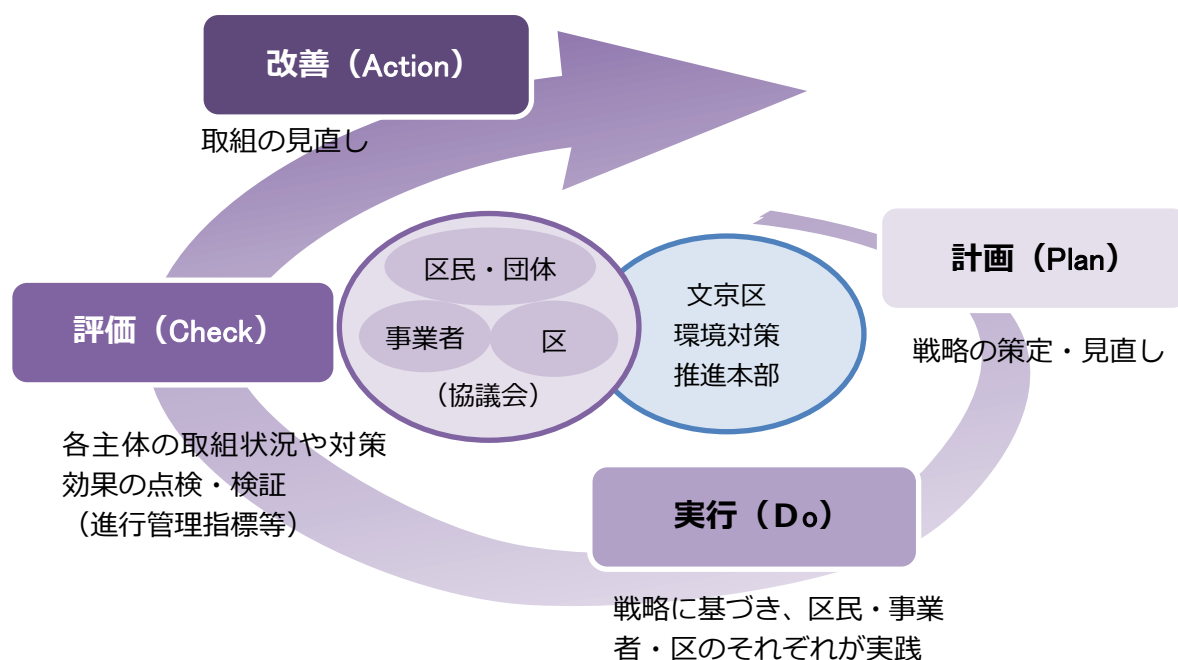 改善（Action）
取組の見直し
計画（Plan）
戦略の策定・見直し
区民・団体
事業者
区
（協議会）
文京区
環境対策
推進本部
評価（Check）
各主体の取組状況や対策
効果の点検・検証
（進行管理指標等）
実行（Ｄo）
戦略に基づき、区民・事業
者・区のそれぞれが実践